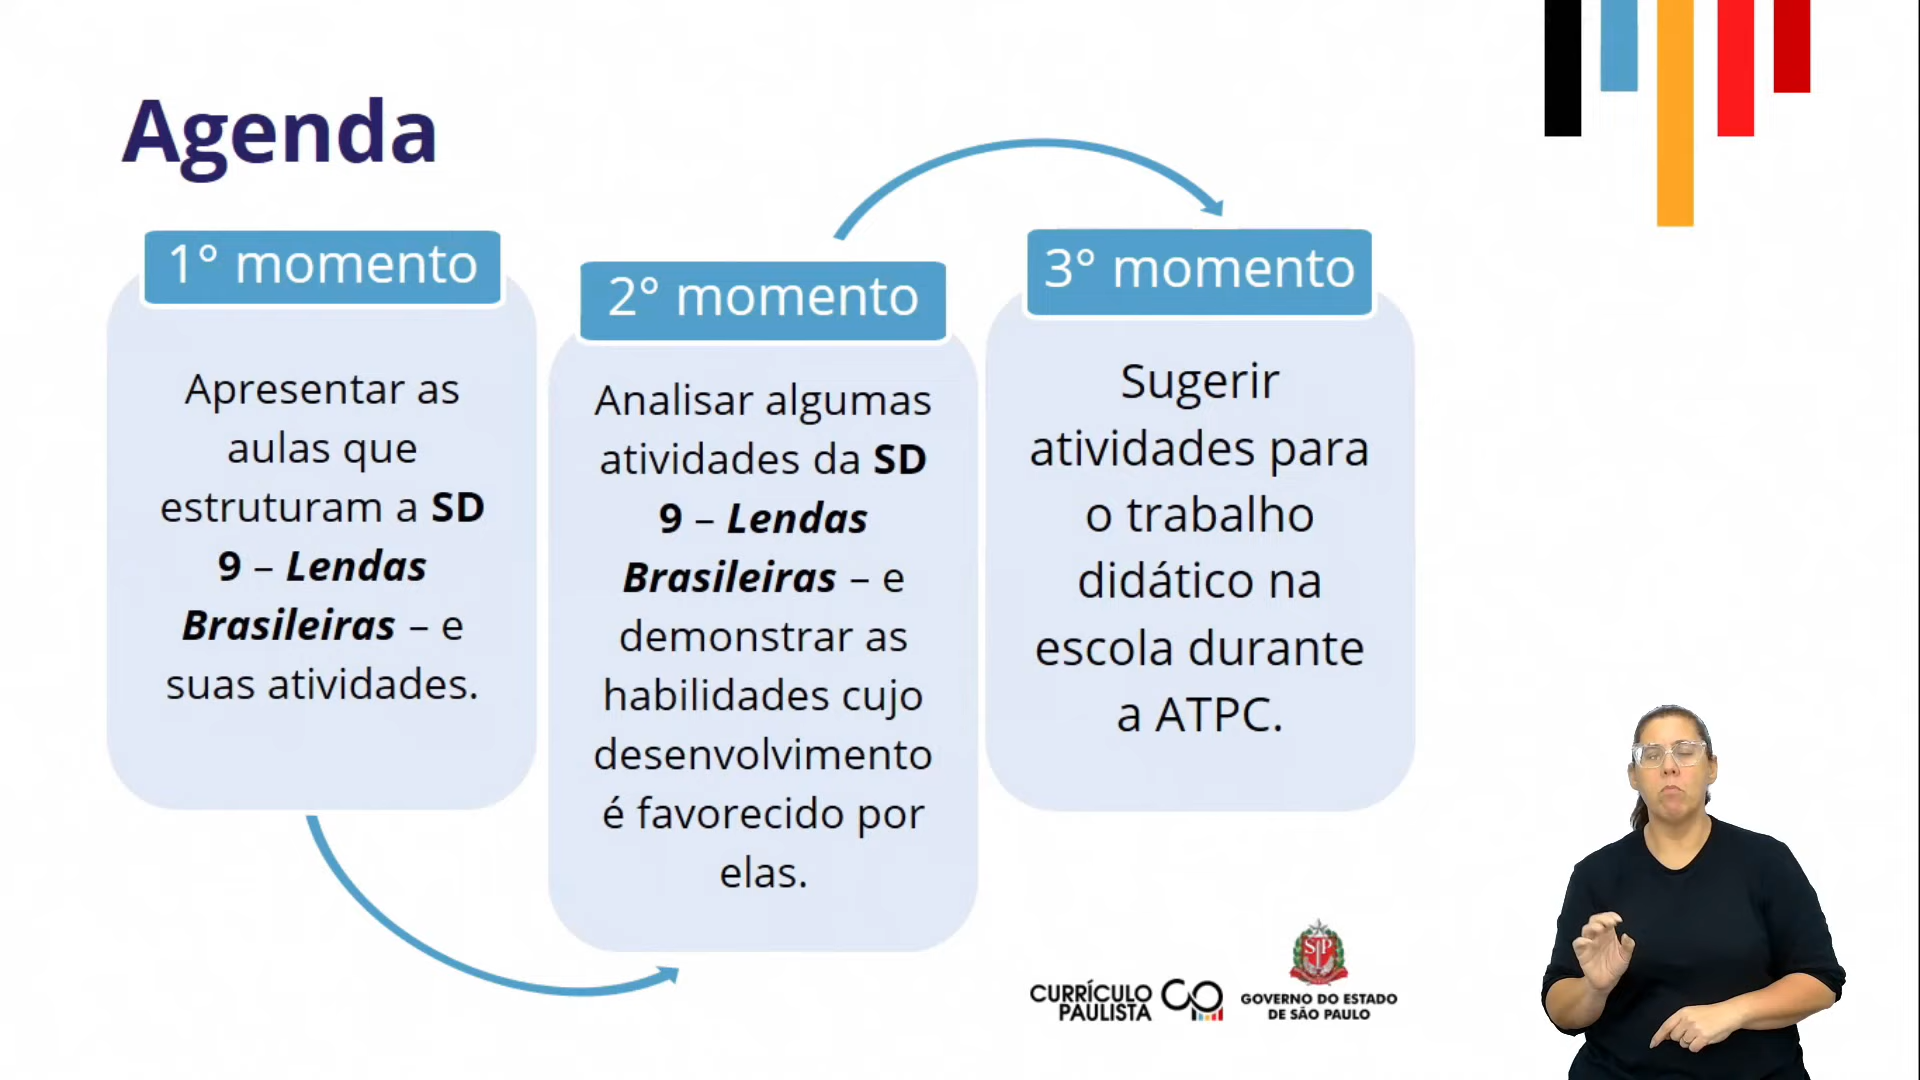 Agenda
1° momento
Apresentar as
aulas que
estruturam a SD
9 – Lendas
Brasileiras – e
suas atividades.
2° momento
Analisar algumas
atividades da SD
9 – Lendas
Brasileiras – e
demonstrar as
habilidades cujo
desenvolvimento
é favorecido por
elas.
3° momento
Sugerir
atividades para
o trabalho
didático na
escola durante
a ATPC.
CURRÍCULO
PAULISTA
SP
GOVERNO DO ESTADO
DE SÃO PAULO